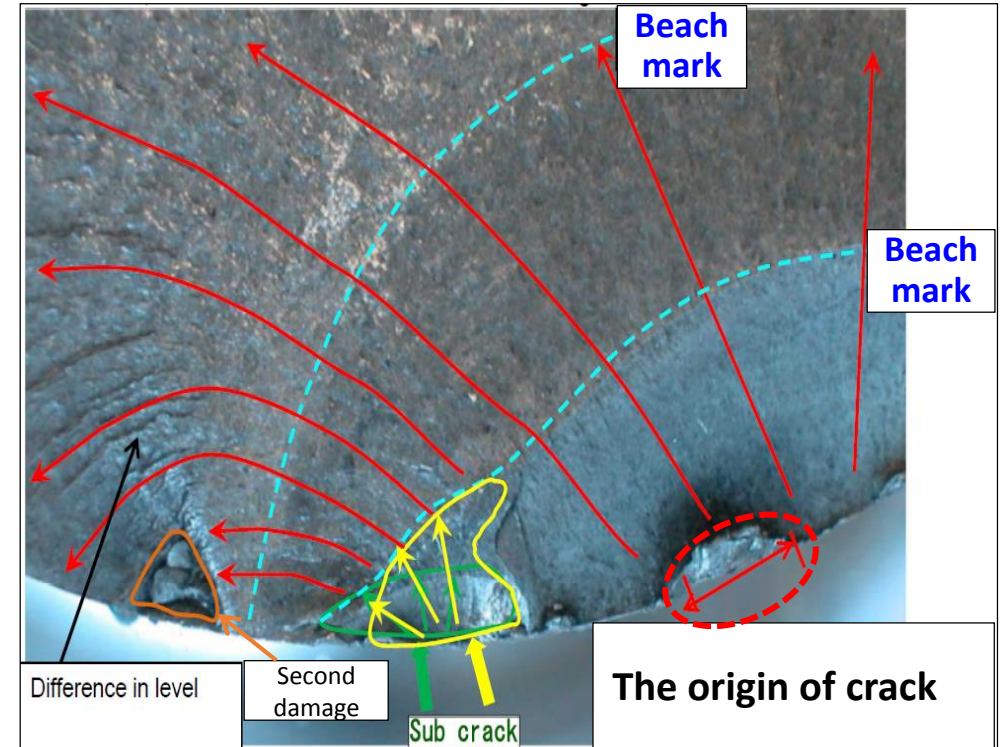 Beach
mark
Beach
mark
Difference in level
Second
damage
The origin of crack
Sub crack